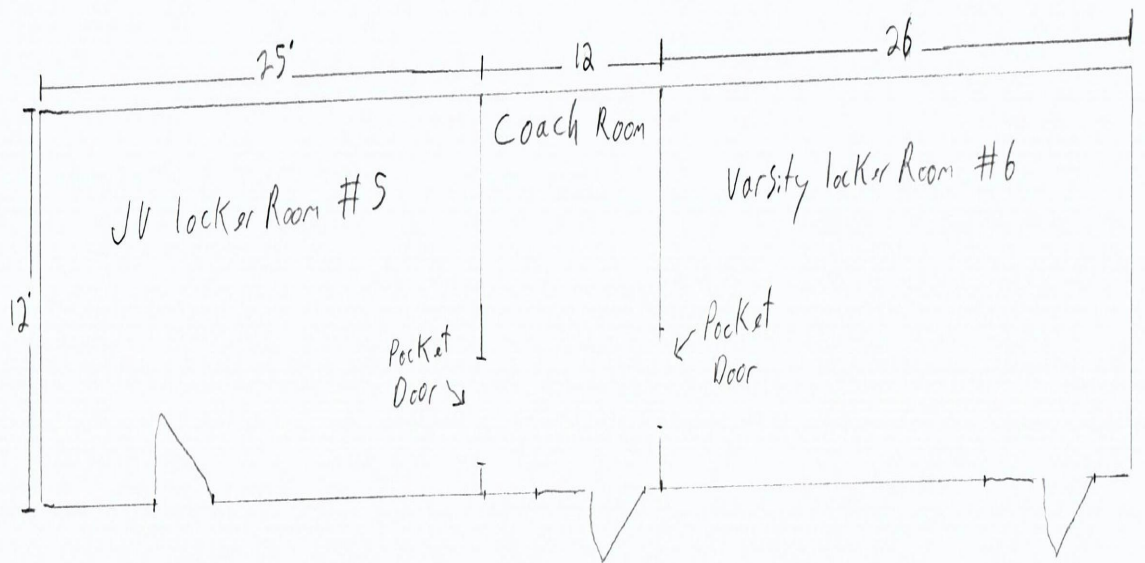 25'
12
26
Coach Room
JV locker Room #5
Varsity locker Room #6
12'
Pocket
Door
Pocket
Door